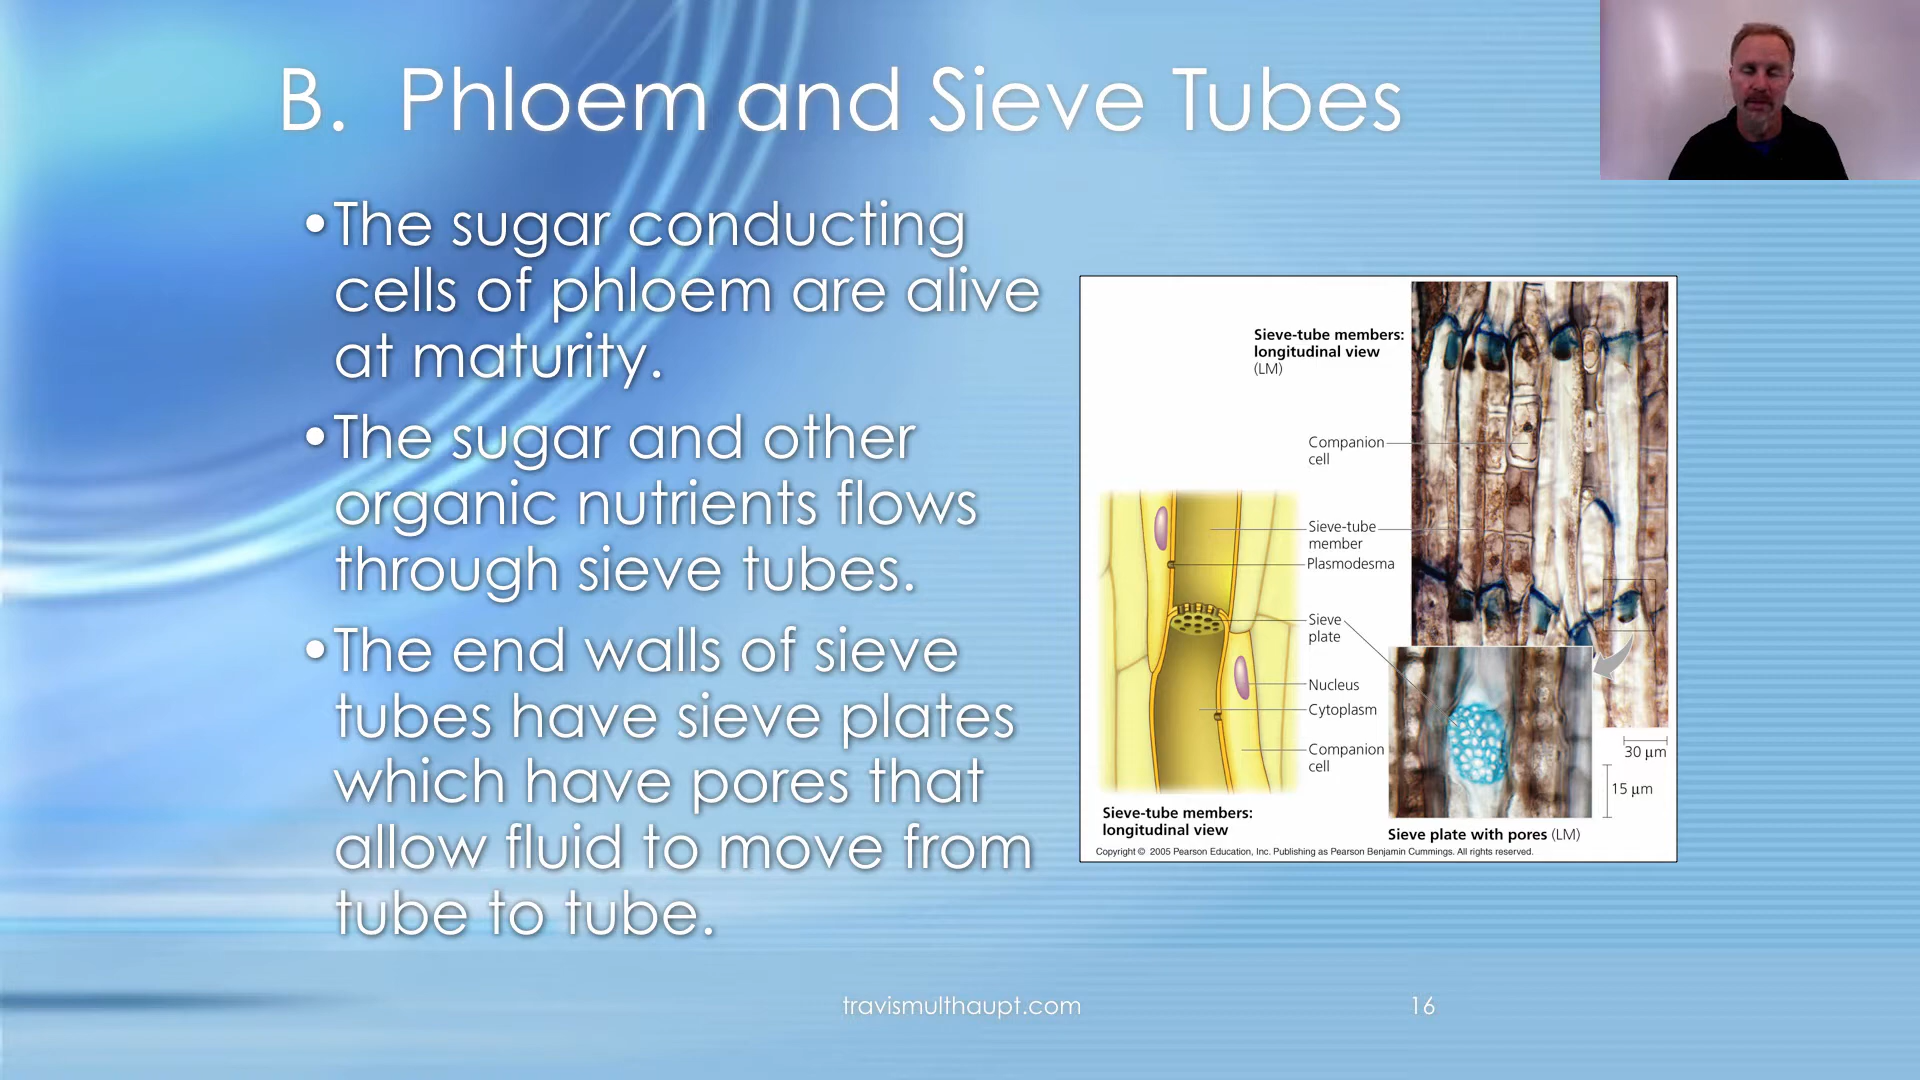 B. Phloem and Sieve Tubes
•The sugar conducting
cells of phloem are alive
at maturity.
•The sugar and other
organic nutrients flows
through sieve tubes.
•The end walls of sieve
tubes have sieve plates
which have pores that
allow fluid to move from
tube to tube.
Sieve-tube members:
longitudinal view
(LM)
Companion
cell
Sieve-tube
member
Plasmodesma
Sieve
plate
Nucleus
Cytoplasm
Companion
cell
30 µm
15 µm
Sieve-tube members:
longitudinal view
Sieve plate with pores (LM)
Copyright © 2005 Pearson Education, Inc. Publishing as Pearson Benjamin Cummings. All rights reserved.
travismulthaupt.com
16